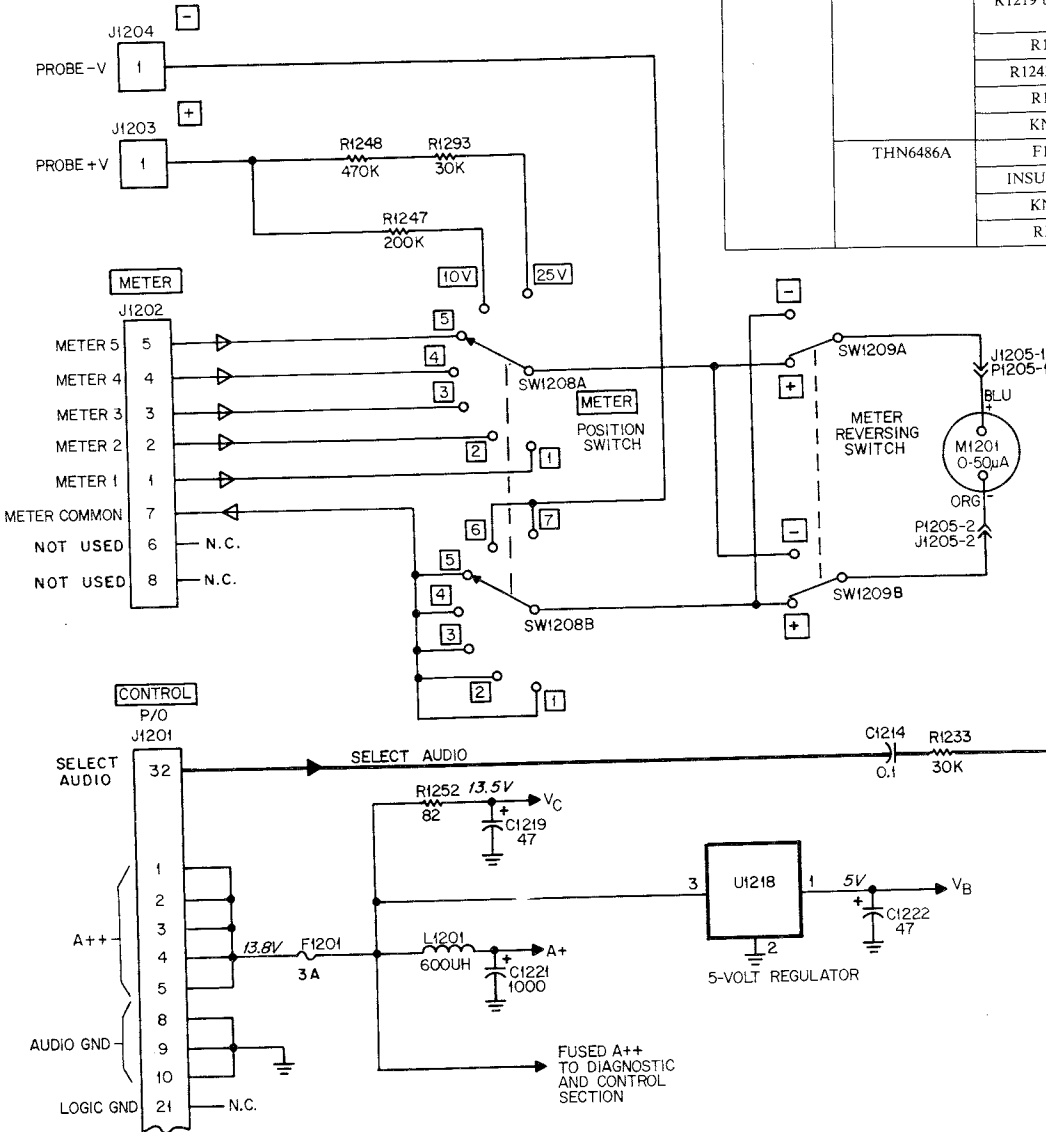 -
J1204
PROBE-V
1
+
J1203
PROBE+V
1
R1248
470K
R1293
30K
R1247
200K
10V
25V
METER
J1202
METER 5
5
METER 4
4
METER 3
3
METER 2
2
METER 1
1
METER COMMON
7
NOT USED
6
N.C.
NOT USED
8
N.C.
5
4
3
2
1
SW1208A
METER
POSITION
SWITCH
6
7
5
4
3
2
1
SW1208B
-
+
SW1209A
METER
REVERSING
SWITCH
-
+
SW1209B
J1205-1
P1205-1
BLU
+
M1201
0-50µA
ORG
-
P1205-2
J1205-2
THN6486A
CONTROL
P/O
J1201
SELECT
AUDIO
32
SELECT AUDIO
C1214
0.1
R1233
30K
R1252
82
13.5V
VC
+
C1219
47
A++
1
2
3
4
5
13.8V
F1201
3A
L1201
600UH
A+
+
C1221
1000
3
U1218
1
2
5V
VB
+
C1222
47
5-VOLT REGULATOR
AUDIO GND
8
9
10
LOGIC GND
21
N.C.
FUSED A++
TO DIAGNOSTIC
AND CONTROL
SECTION